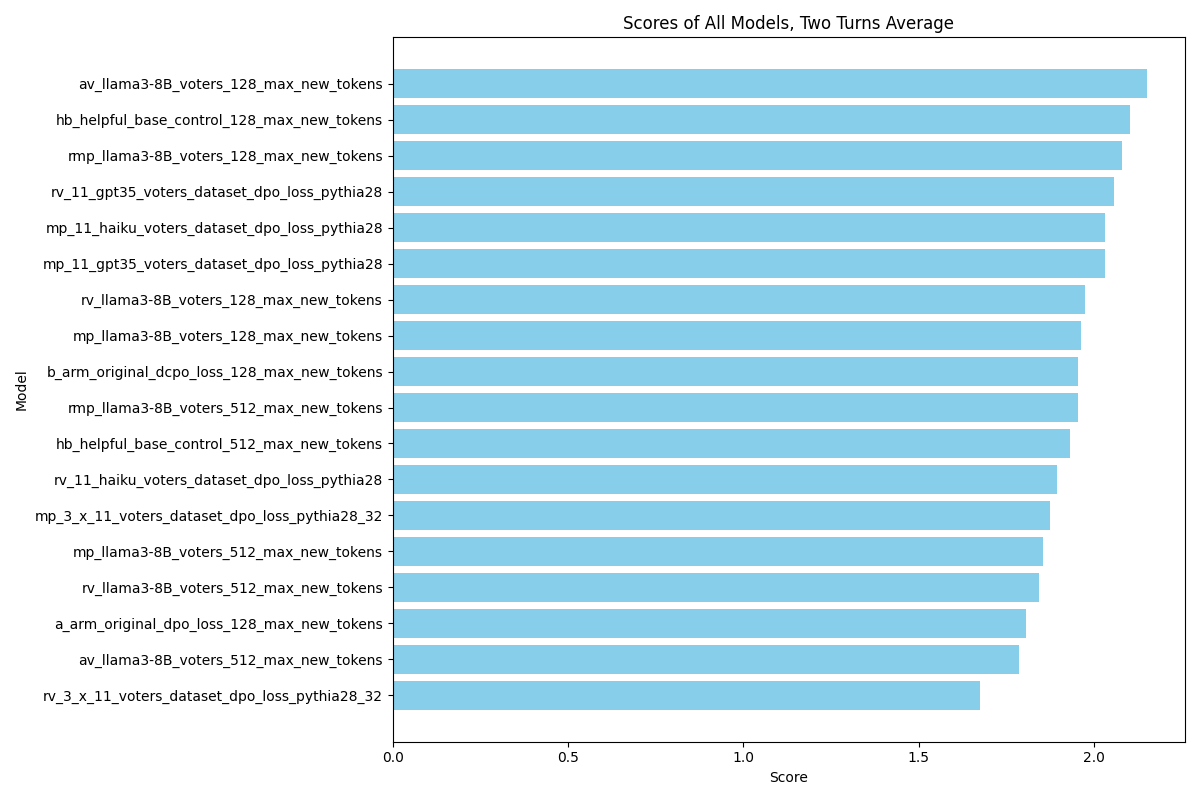 Scores of All Models, Two Turns Average
Model
av_llama3-8B_voters_128_max_new_tokens
hb_helpful_base_control_128_max_new_tokens
rmp_llama3-8B_voters_128_max_new_tokens
rv_11_gpt35_voters_dataset_dpo_loss_pythia28
mp_11_haiku_voters_dataset_dpo_loss_pythia28
mp_11_gpt35_voters_dataset_dpo_loss_pythia28
rv_llama3-8B_voters_128_max_new_tokens
mp_llama3-8B_voters_128_max_new_tokens
b_arm_original_dcpo_loss_128_max_new_tokens
rmp_llama3-8B_voters_512_max_new_tokens
hb_helpful_base_control_512_max_new_tokens
rv_11_haiku_voters_dataset_dpo_loss_pythia28
mp_3_x_11_voters_dataset_dpo_loss_pythia28_32
mp_llama3-8B_voters_512_max_new_tokens
rv_llama3-8B_voters_512_max_new_tokens
a_arm_original_dpo_loss_128_max_new_tokens
av_llama3-8B_voters_512_max_new_tokens
rv_3_x_11_voters_dataset_dpo_loss_pythia28_32
0.0 0.5 1.0 1.5 2.0
Score